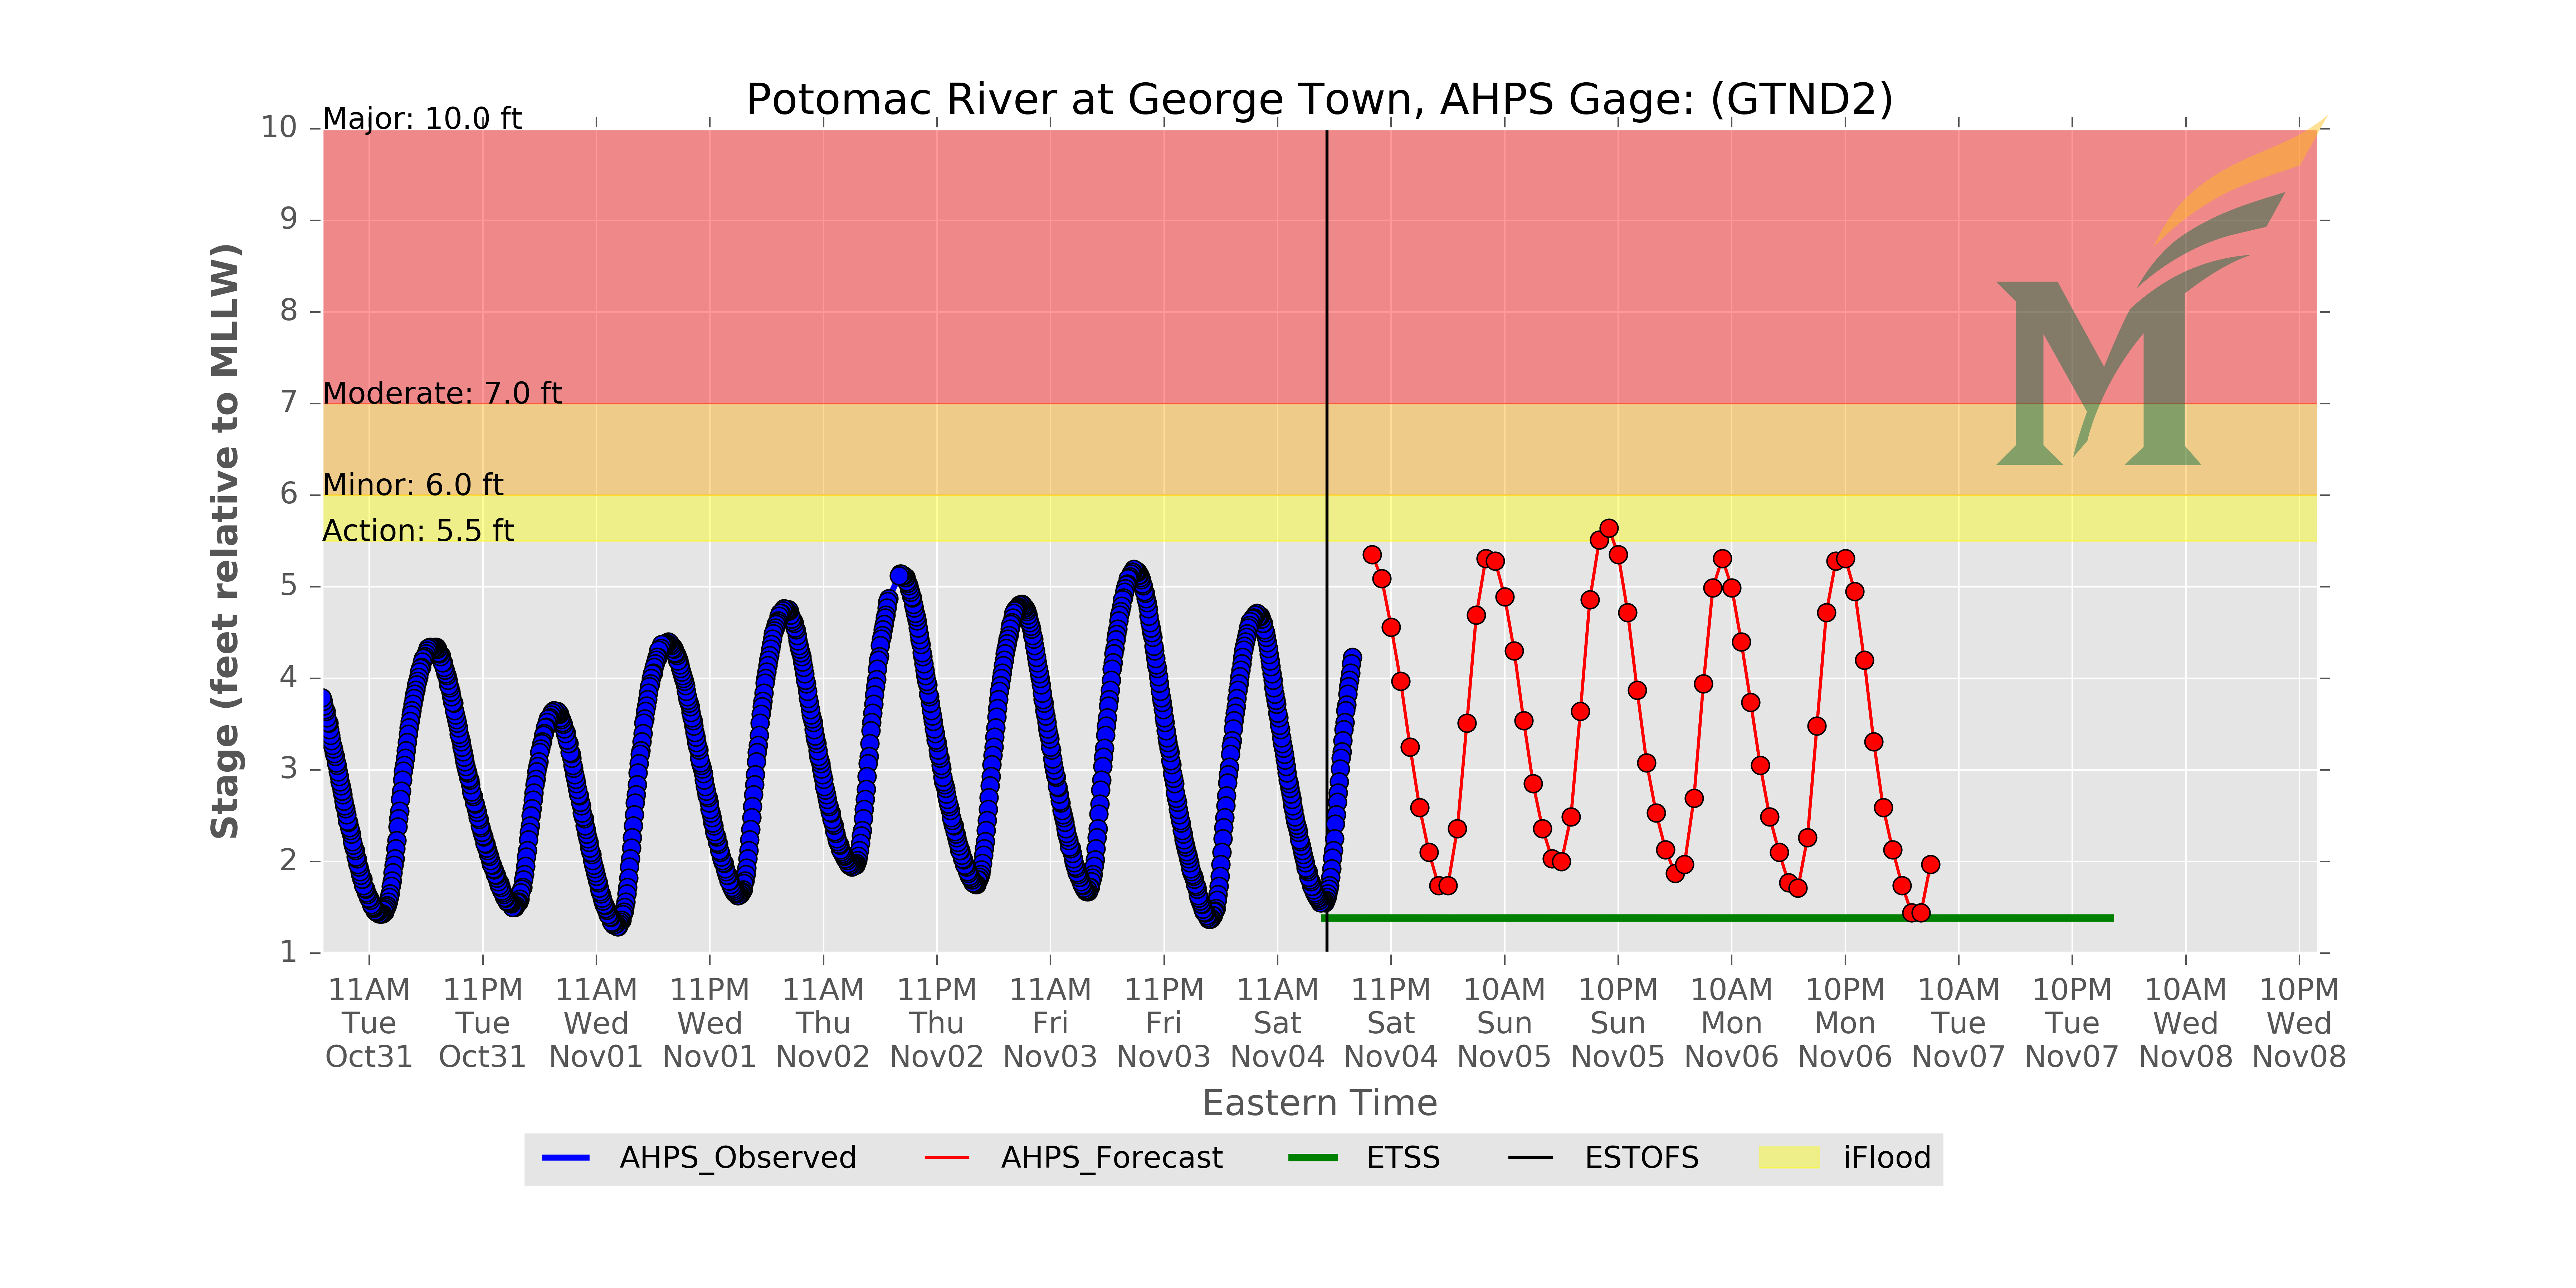 Potomac River at George Town, AHPS Gage: (GTND2)
Major: 10.0 ft
Moderate: 7.0 ft
Minor: 6.0 ft
Action: 5.5 ft
Stage (feet relative to MLLW)
10
9
8
7
6
5
4
3
2
1
11AM Tue Oct31
11PM Tue Oct31
11AM Wed Nov01
11PM Wed Nov01
11AM Thu Nov02
11PM Thu Nov02
11AM Fri Nov03
11PM Fri Nov03
11AM Sat Nov04
11PM Sat Nov04
10AM Sun Nov05
10PM Sun Nov05
10AM Mon Nov06
10PM Mon Nov06
10AM Tue Nov07
10PM Tue Nov07
10AM Wed Nov08
10PM Wed Nov08
Eastern Time
AHPS_Observed
AHPS_Forecast
ETSS
ESTOFS
iFlood
M